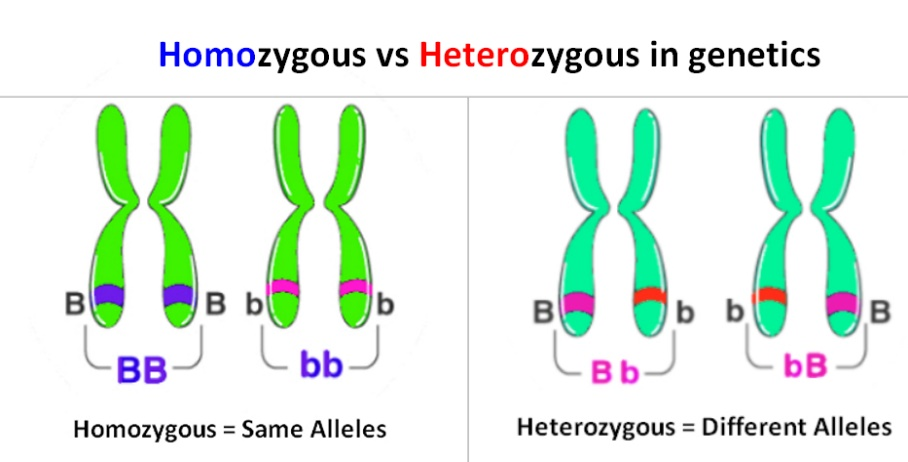 Homozygous vs Heterozygous in genetics
B B b b
BB bb
Homozygous = Same Alleles
B b b B
B b bB
Heterozygous = Different Alleles